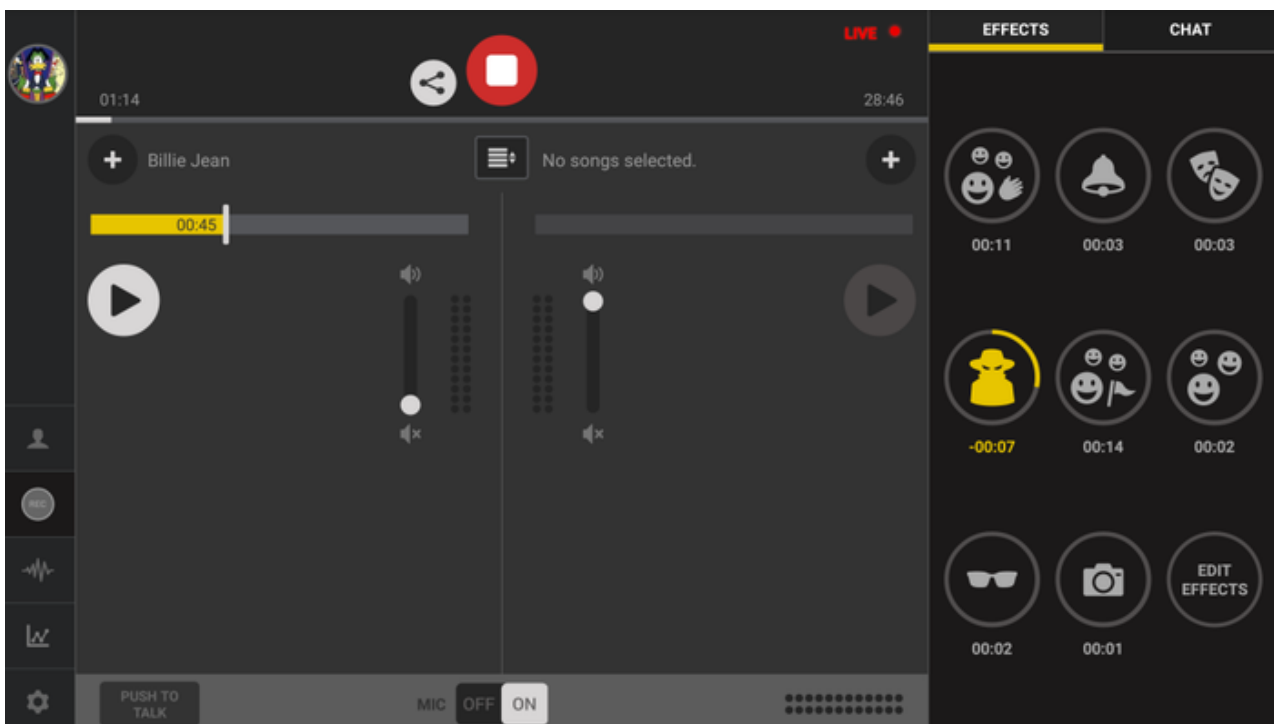 LIVE
EFFECTS
CHAT
01:14
28:46
Billie Jean
No songs selected.
00:45
00:11
00:03
00:03
-00:07
00:14
00:02
REC
EDIT
EFFECTS
00:02
00:01
PUSH TO
TALK
MIC OFF ON